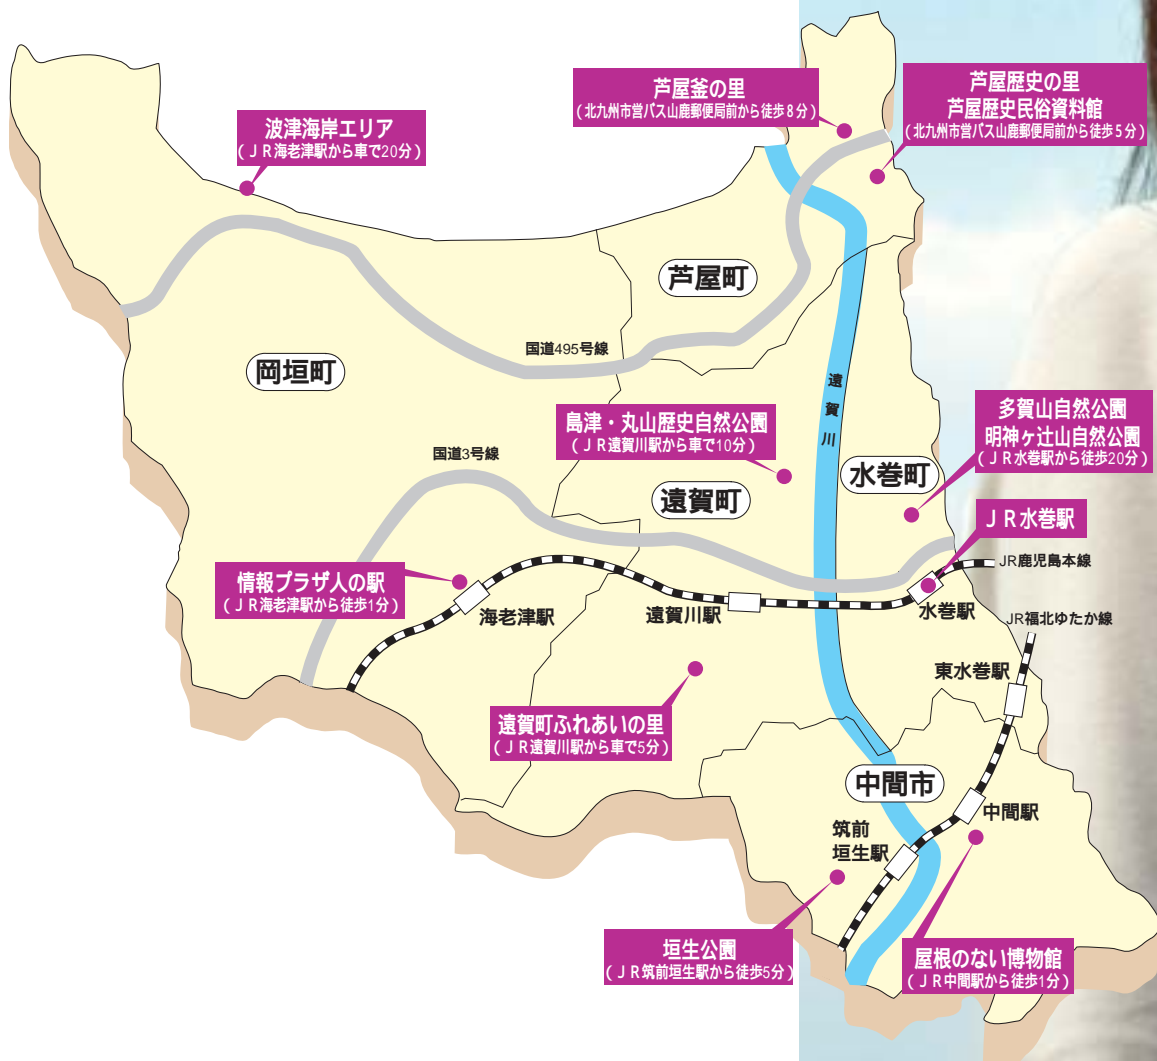 芦屋釜の里
（北九州市営バス山鹿郵便局前から徒歩８分）
芦屋歴史の里
芦屋歴史民俗資料館
（北九州市営バス山鹿郵便局前から徒歩５分）
波津海岸エリア
（ＪＲ海老津駅から車で20分）
芦屋町
国道495号線
岡垣町
遠賀川
島津・丸山歴史自然公園
（ＪＲ遠賀川駅から車で10分）
多賀山自然公園
明神ヶ辻山自然公園
（ＪＲ水巻駅から徒歩20分）
国道3号線
水巻町
遠賀町
ＪＲ水巻駅
JR鹿児島本線
情報プラザ人の駅
（ＪＲ海老津駅から徒歩1分）
海老津駅
遠賀川駅
水巻駅
JR福北ゆたか線
東水巻駅
遠賀町ふれあいの里
（ＪＲ遠賀川駅から車で5分）
中間市
中間駅
筑前
垣生駅
垣生公園
（ＪＲ筑前垣生駅から徒歩5分）
屋根のない博物館
（ＪＲ中間駅から徒歩1分）